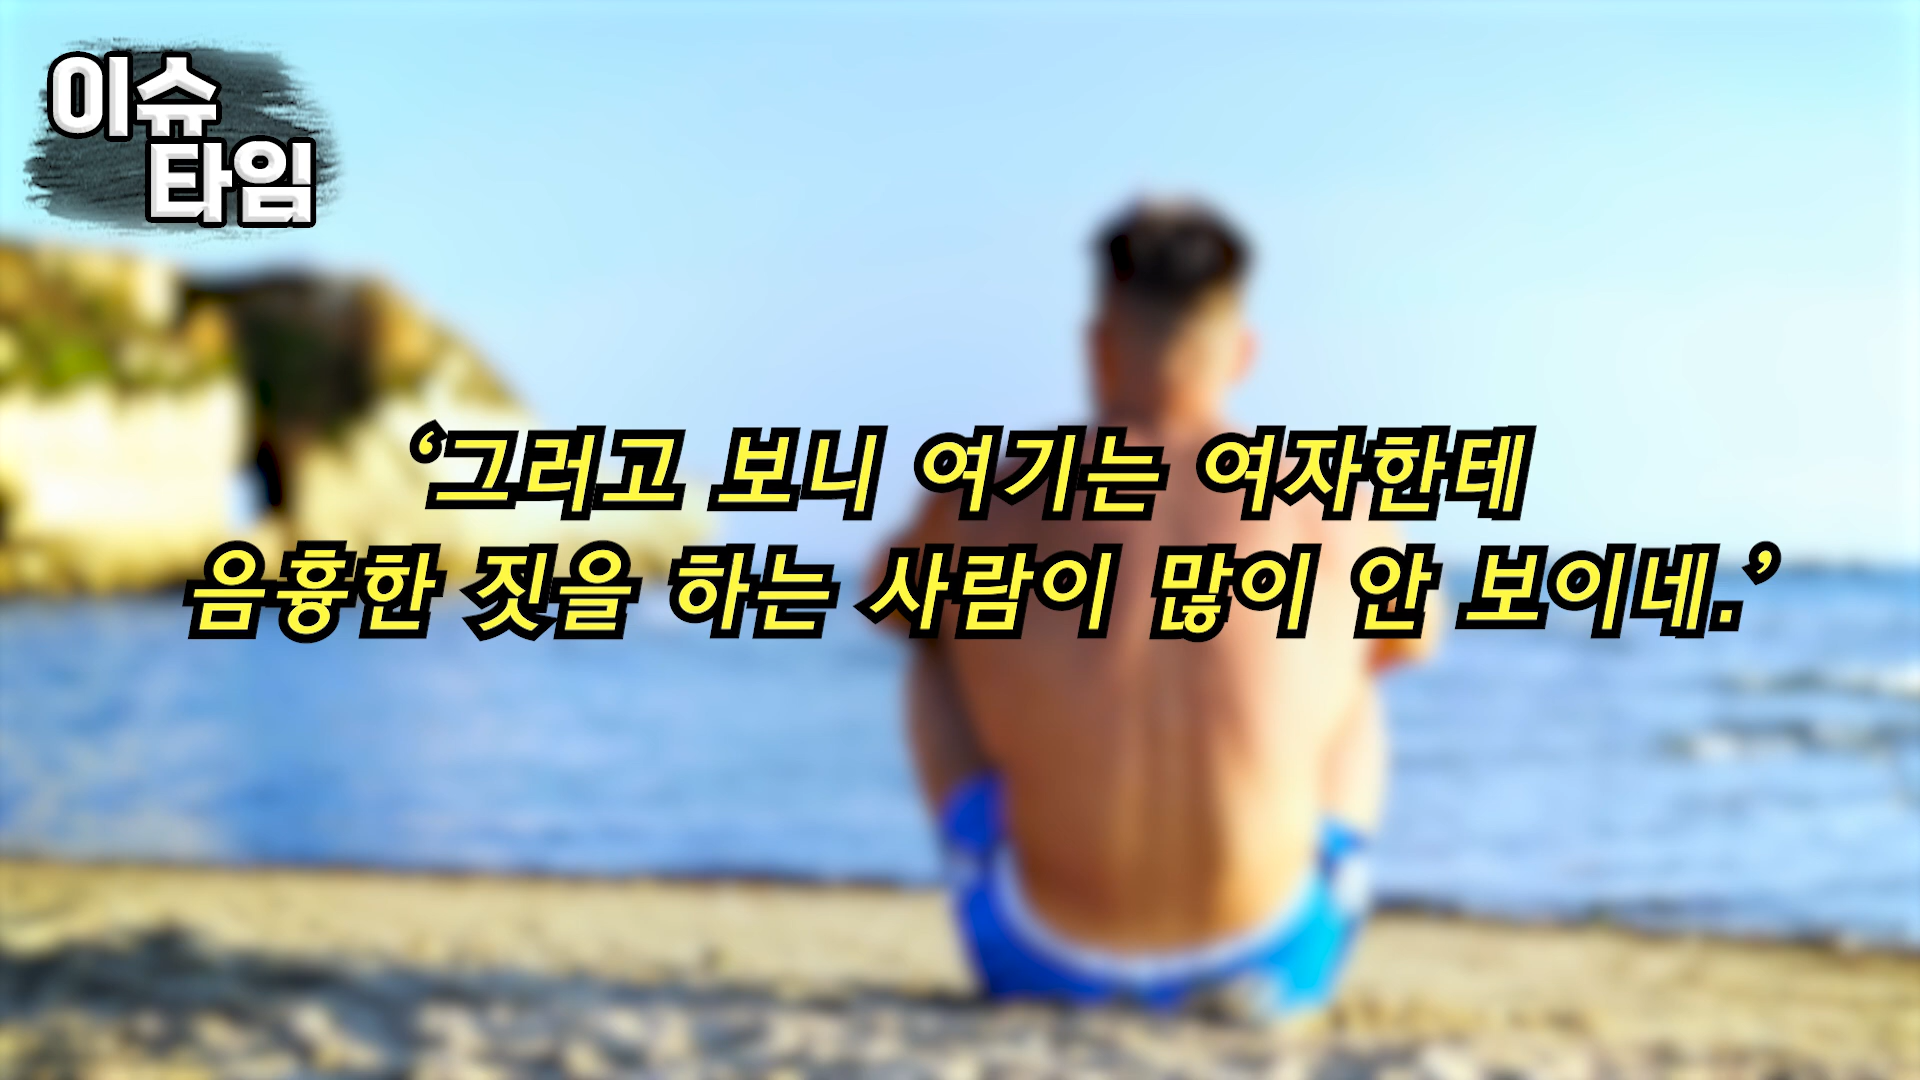 이슈
타임
‘그러고 보니 여기는 여자한테
음흉한 짓을 하는 사람이 많이 안 보이네.’